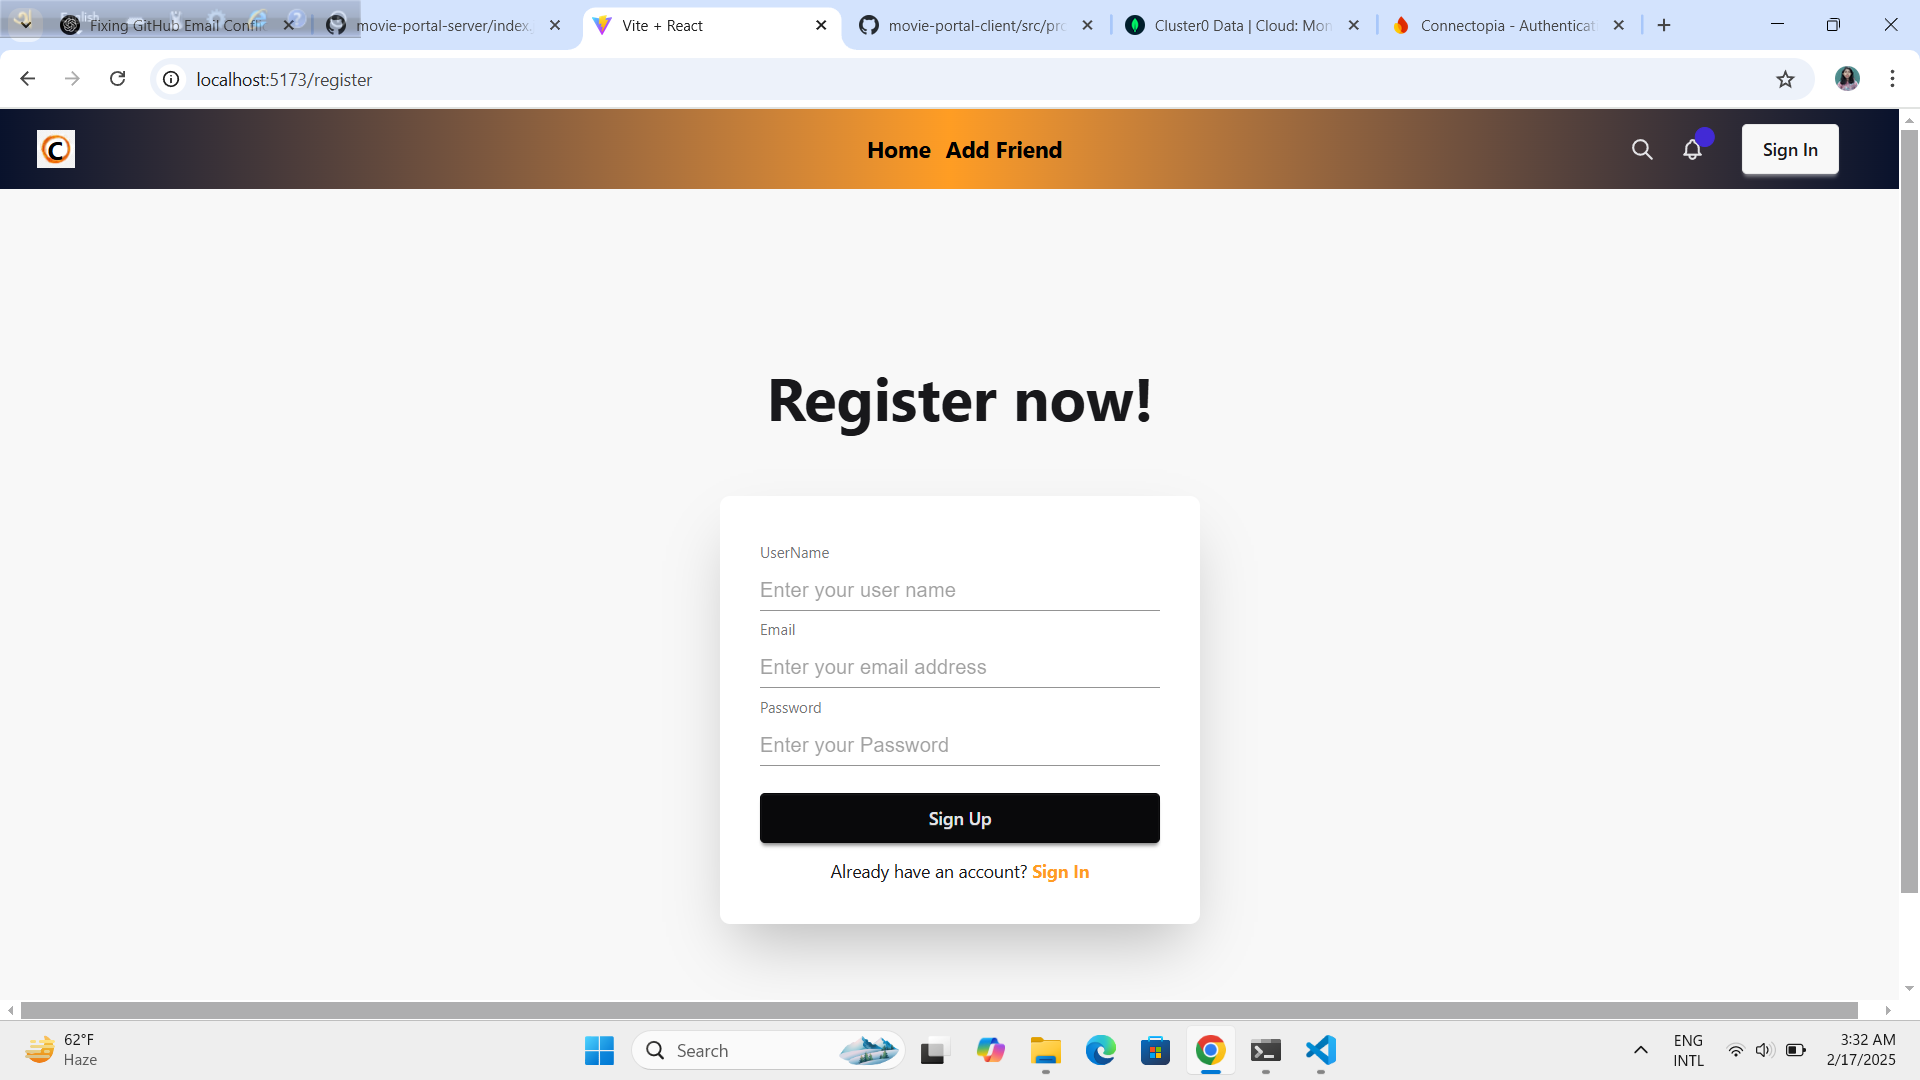 Fixing GitHub Email Conflic
movie-portal-server/index.
Vite + React
movie-portal-client/src/pro
Cluster0 Data | Cloud: Mon
Connectopia - Authenticati
localhost:5173/register
C
Home Add Friend
Sign In
Register now!
UserName
Enter your user name
Email
Enter your email address
Password
Enter your Password
Sign Up
Already have an account? Sign In
62°F
Haze
Search
ENG
INTL
3:32 AM
2/17/2025